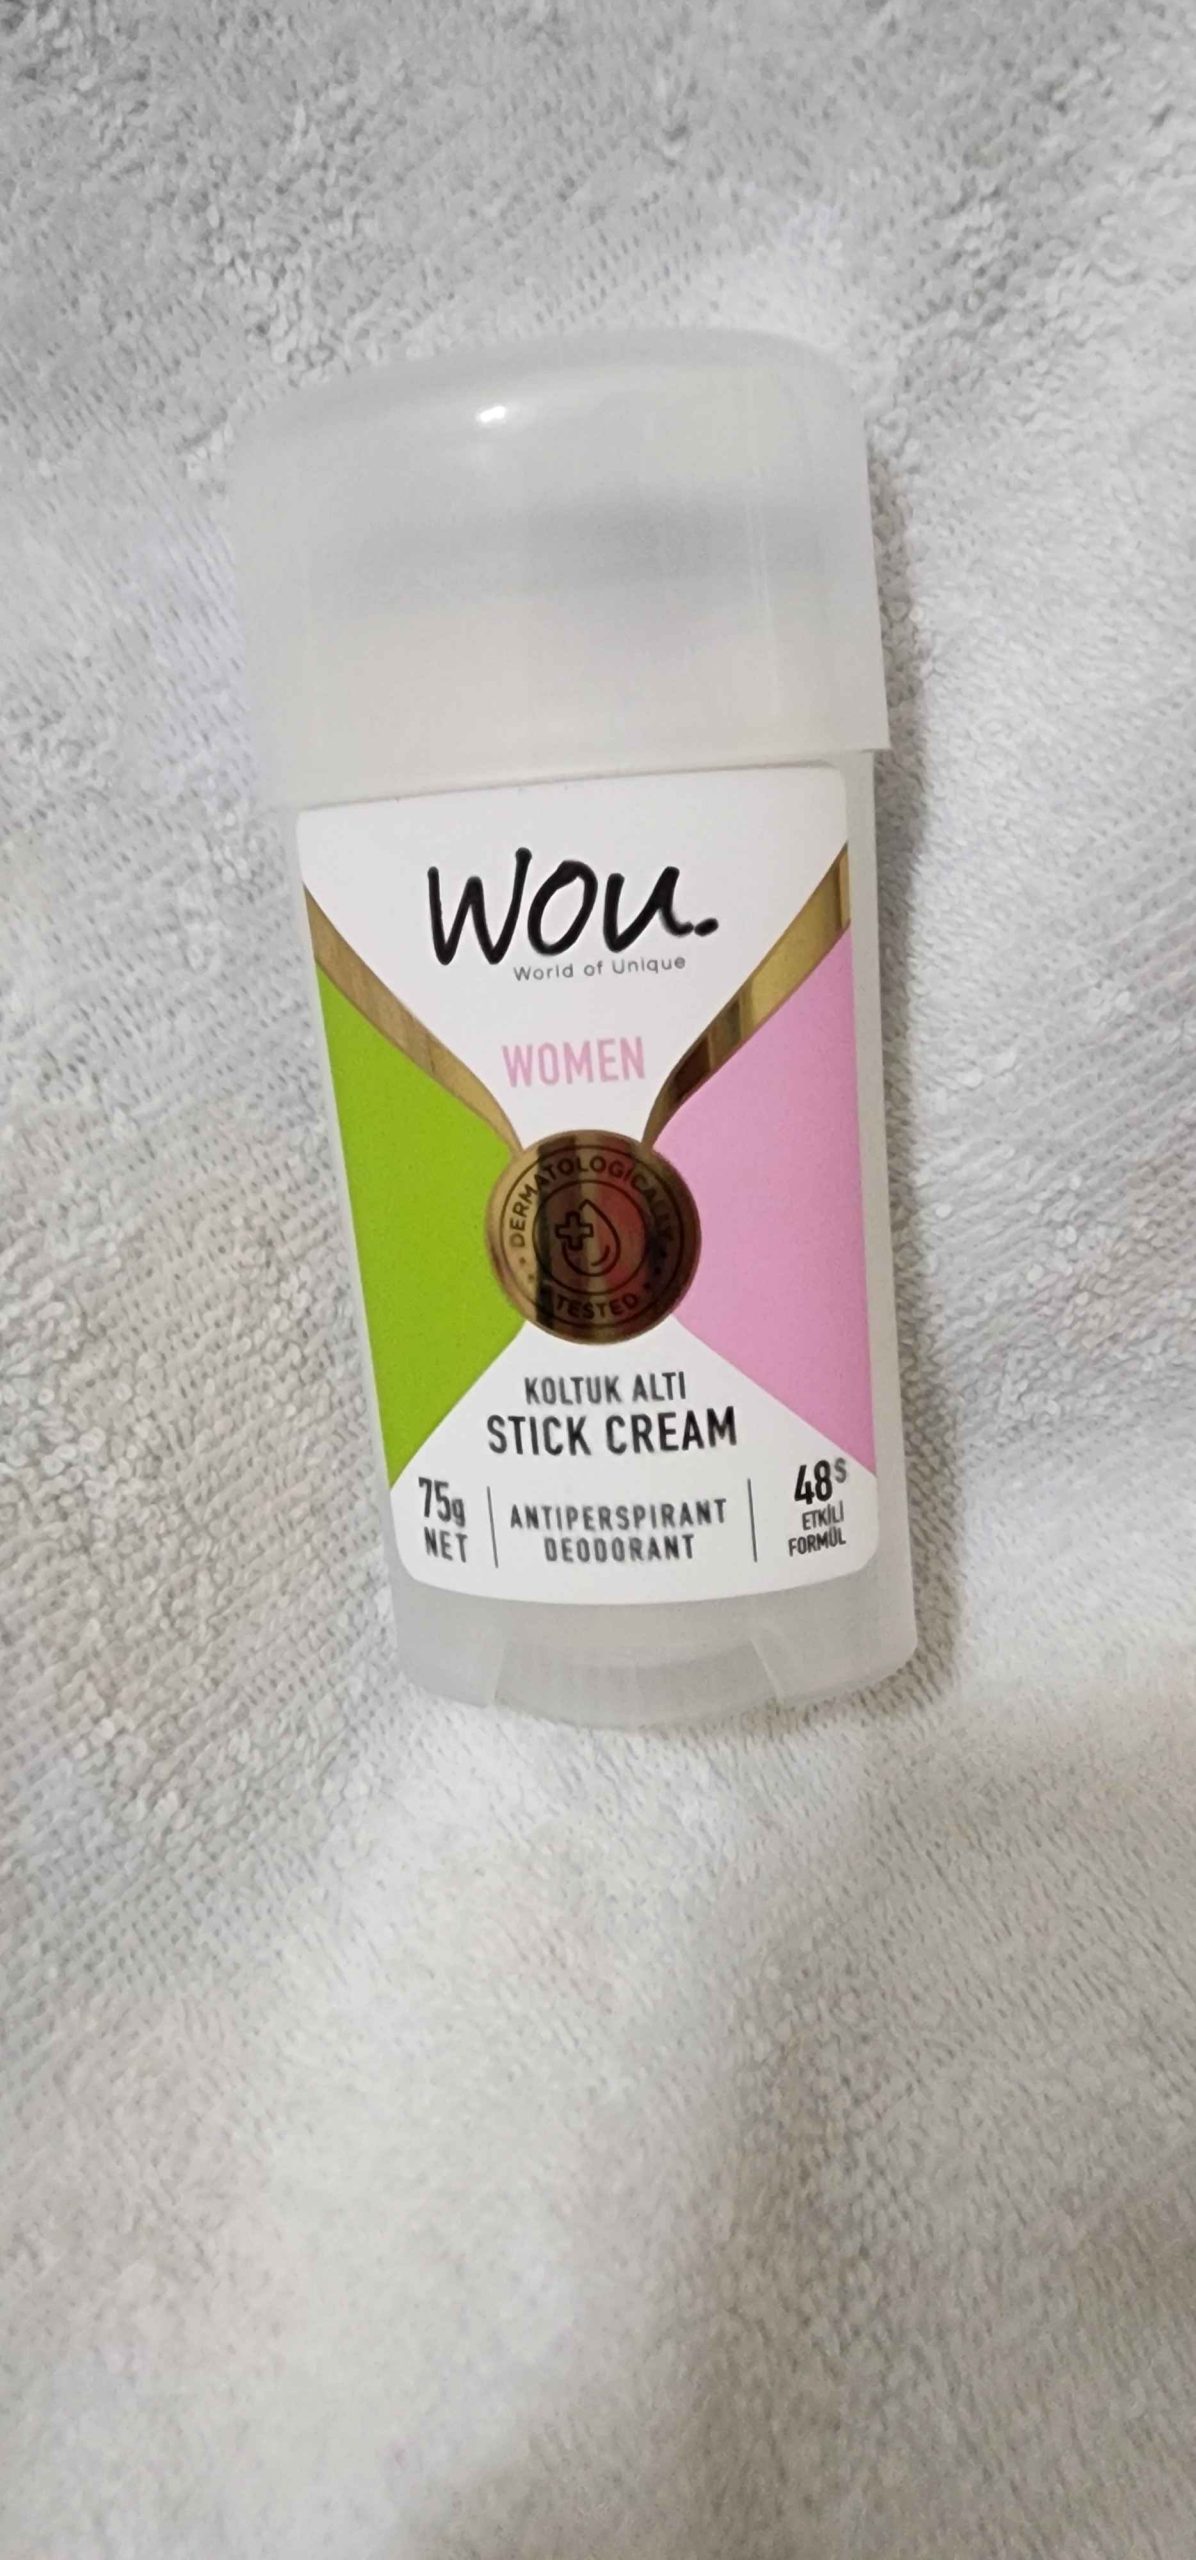 wou.
World of Unique
WOMEN
DERMATOLOGICALLY
TESTED
KOLTUK ALTI
STICK CREAM
75g
NET
ANTIPERSPIRANT
DEODORANT
48S
ETKİLİ
FORMÜL